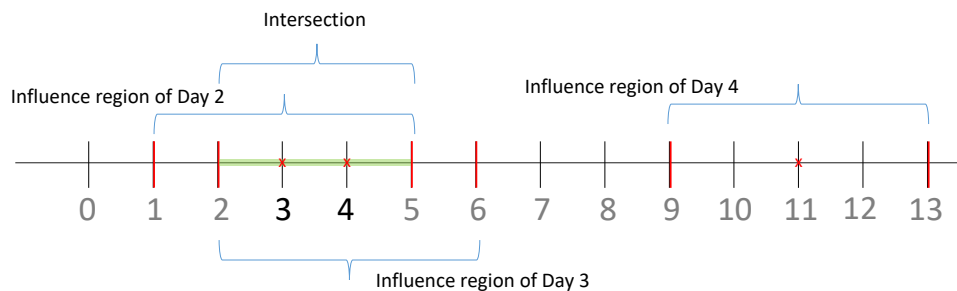 Intersection
Influence region of Day 2
Influence region of Day 4
0 1 2 3 4 5 6 7 8 9 10 11 12 13
Influence region of Day 3